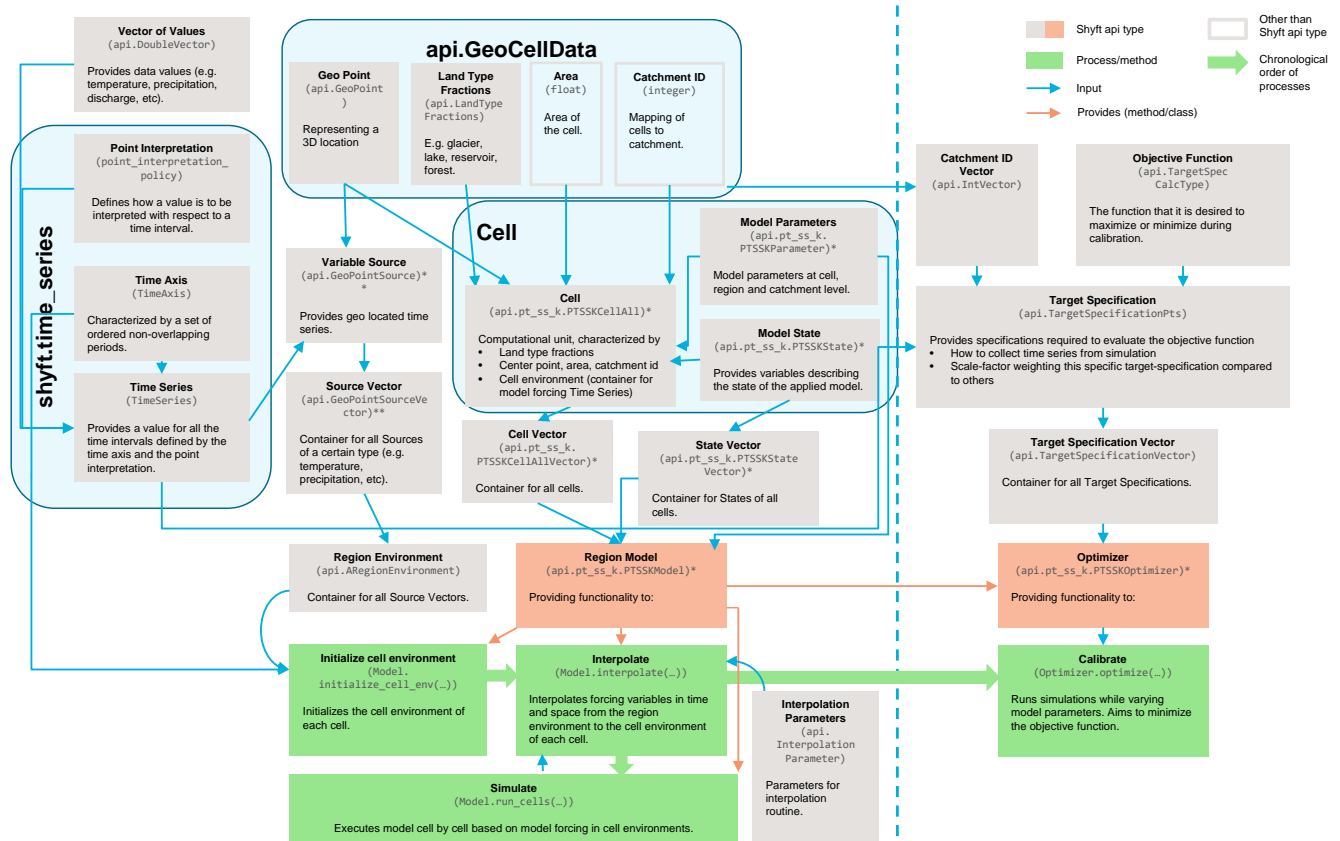 Vector of Values
(api.DoubleVector)
Provides data values (e.g.
temperature, precipitation,
discharge, etc).
shyft.time_series
Point Interpretation
(point_interpretation_
policy)
Defines how a value is to be
interpreted with respect to a
time interval.
Time Axis
(TimeAxis)
Characterized by a set of
ordered non-overlapping
periods.
Time Series
(TimeSeries)
Provides a value for all the
time intervals defined by the
time axis and the point
interpretation.
api.GeoCellData
Geo Point
(api.GeoPoint
)
Representing a
3D location
Land Type
Fractions
(api.LandType
Fractions)
E.g. glacier,
lake, reservoir,
forest.
Area
(float)
Area of
the cell.
Catchment ID
(integer)
Mapping of
cells to
catchment.
Variable Source
(api.GeoPointSource)*
*
Provides geo located time
series.
Source Vector
(api.GeoPointSourceVe
ctor)**
Container for all Sources
of a certain type (e.g.
temperature,
precipitation, etc).
Cell
Cell
(api.pt_ss_k.PTSSKCellAll)*
Computational unit, characterized by
• Land type fractions
• Center point, area, catchment id
• Cell environment (container for
model forcing Time Series)
Model Parameters
(api.pt_ss_k.
PTSSKParameter)*
Model parameters at cell,
region and catchment level.
Model State
(api.pt_ss_k.PTSSKState)*
Provides variables describing
the state of the applied model.
Cell Vector
(api.pt_ss_k.
PTSSKCellAllVector)*
Container for all cells.
State Vector
(api.pt_ss_k.PTSSKState
Vector)*
Container for States of all
cells.
Region Environment
(api.ARegionEnvironment)
Container for all Source Vectors.
Region Model
(api.pt_ss_k.PTSSKModel)*
Providing functionality to:
Initialize cell environment
(Model.
initialize_cell_env(…))
Initializes the cell environment of
each cell.
Interpolate
(Model.interpolate(…))
Interpolates forcing variables in time
and space from the region
environment to the cell environment
of each cell.
Interpolation
Parameters
(api.
Interpolation
Parameter)
Parameters for
interpolation
routine.
Simulate
(Model.run_cells(…))
Executes model cell by cell based on model forcing in cell environments.
Shyft api type
Other than
Shyft api type
Process/method
Chronological
order of
processes
Input
Provides (method/class)
Catchment ID
Vector
(api.IntVector)
Objective Function
(api.TargetSpec
CalcType)
The function that it is desired to
maximize or minimize during
calibration.
Target Specification
(api.TargetSpecificationPts)
Provides specifications required to evaluate the objective function
• How to collect time series from simulation
• Scale-factor weighting this specific target-specification compared
to others
Target Specification Vector
(api.TargetSpecificationVector)
Container for all Target Specifications.
Optimizer
(api.pt_ss_k.PTSSKOptimizer)*
Providing functionality to:
Calibrate
(Optimizer.optimize(…))
Runs simulations while varying
model parameters. Aims to minimize
the objective function.